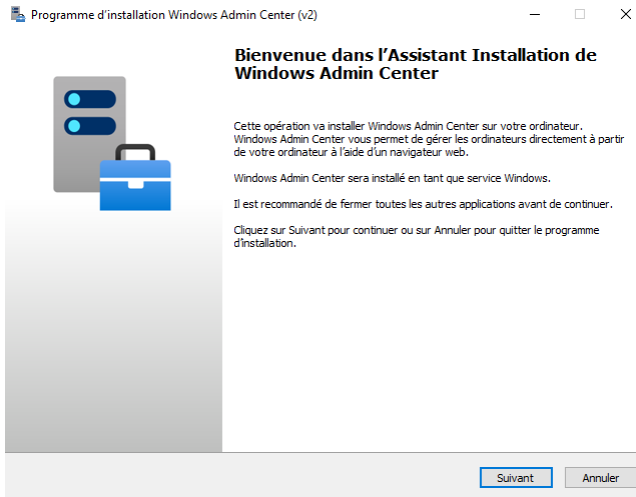 Programme d'installation Windows Admin Center (v2)
Bienvenue dans l'Assistant Installation de
Windows Admin Center
Cette opération va installer Windows Admin Center sur votre ordinateur.
Windows Admin Center vous permet de gérer les ordinateurs directement à partir
de votre ordinateur à l'aide d'un navigateur web.
Windows Admin Center sera installé en tant que service Windows.
Il est recommandé de fermer toutes les autres applications avant de continuer.
Cliquez sur Suivant pour continuer ou sur Annuler pour quitter le programme
d'installation.
Suivant
Annuler